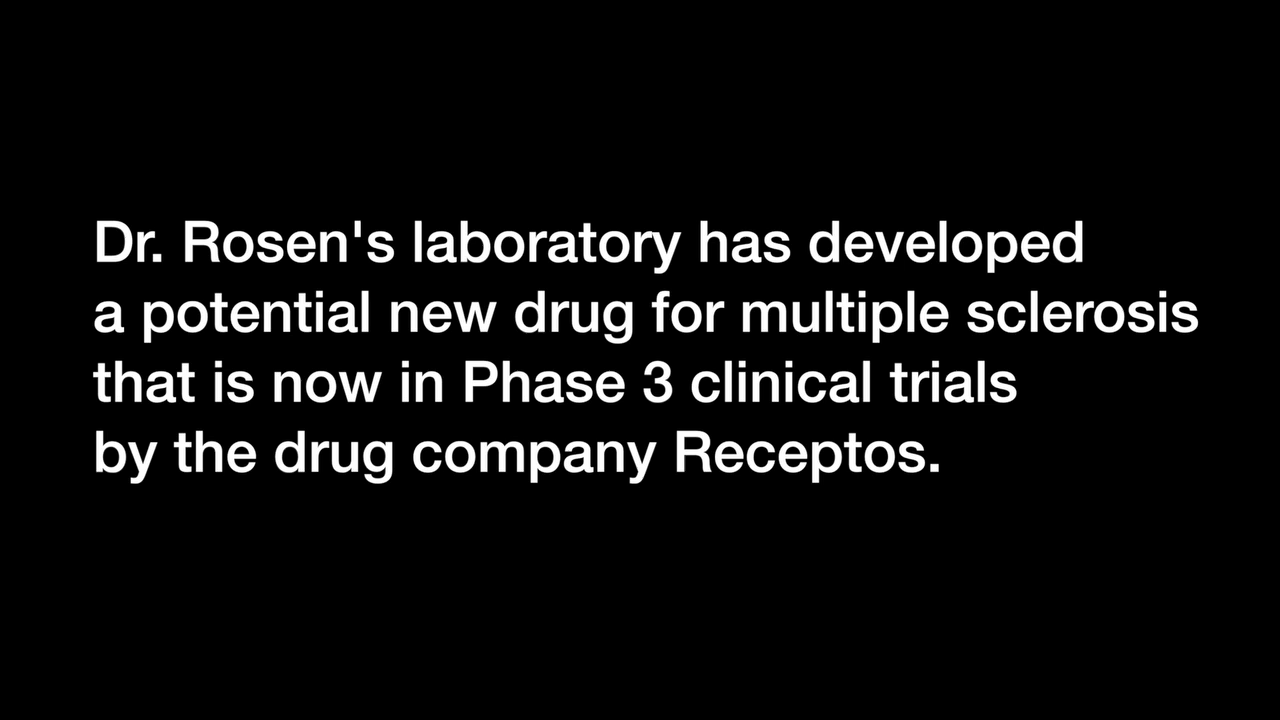 Dr. Rosen's laboratory has developed
a potential new drug for multiple sclerosis
that is now in Phase 3 clinical trials
by the drug company Receptos.